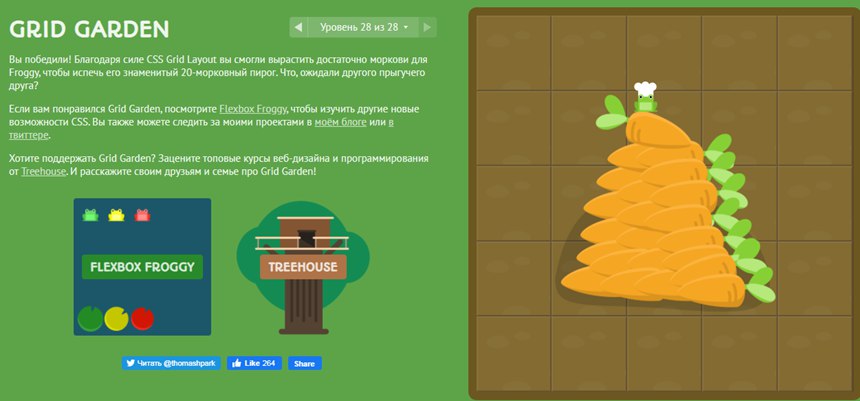 GRID GARDEN
Уровень 28 из 28
Вы победили! Благодаря силе CSS Grid Layout вы смогли вырастить достаточно моркови для
Froggy, чтобы испечь его знаменитый 20-морковный пирог. Что, ожидали другого прыгучего
друга?
Если вам понравился Grid Garden, посмотрите Flexbox Froggy, чтобы изучить другие новые
возможности CSS. Вы также можете следить за моими проектами в моём блоге или в
твиттере.
Хотите поддержать Grid Garden? Зацените топовые курсы веб-дизайна и программирования
от Treehouse. И расскажите своим друзьям и семье про Grid Garden!
FLEXBOX FROGGY
TREEHOUSE
Читать @thomashpark
Like 264
Share